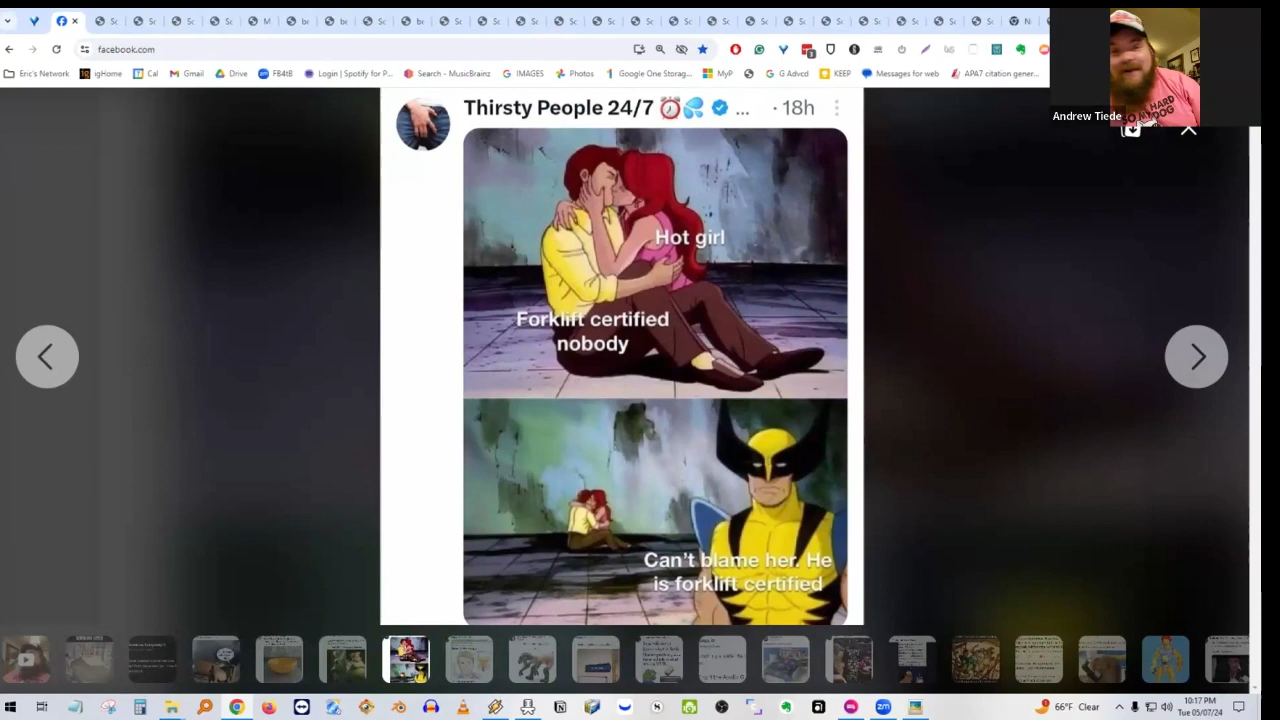 facebook.com
Eric's Network
igHome
Cal
Gmail
Drive
FB4tB
Login | Spotify for P...
Search - MusicBrainz
IMAGES
Photos
Google One Storag...
MyP
G Advcd
KEEP
Messages for web
APA7 citation gener...
Andrew Tiede
Thirsty People 24/7 ⏰💦 ... · 18h
Hot girl
Forklift certified
nobody
Can't blame her. He
is forklift certified
66°F Clear
10:17 PM
Tue 05/07/24